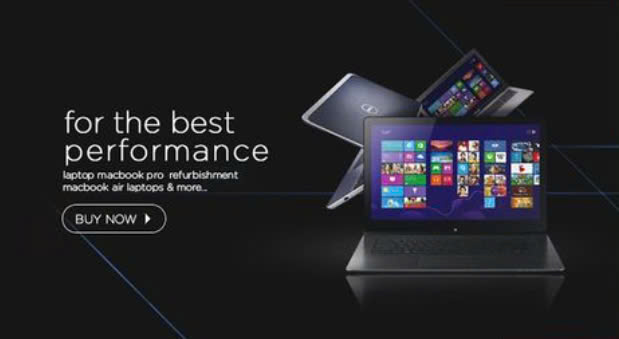 for the best
performance
laptop macbook pro refurbishment
macbook air laptops & more...
BUY NOW